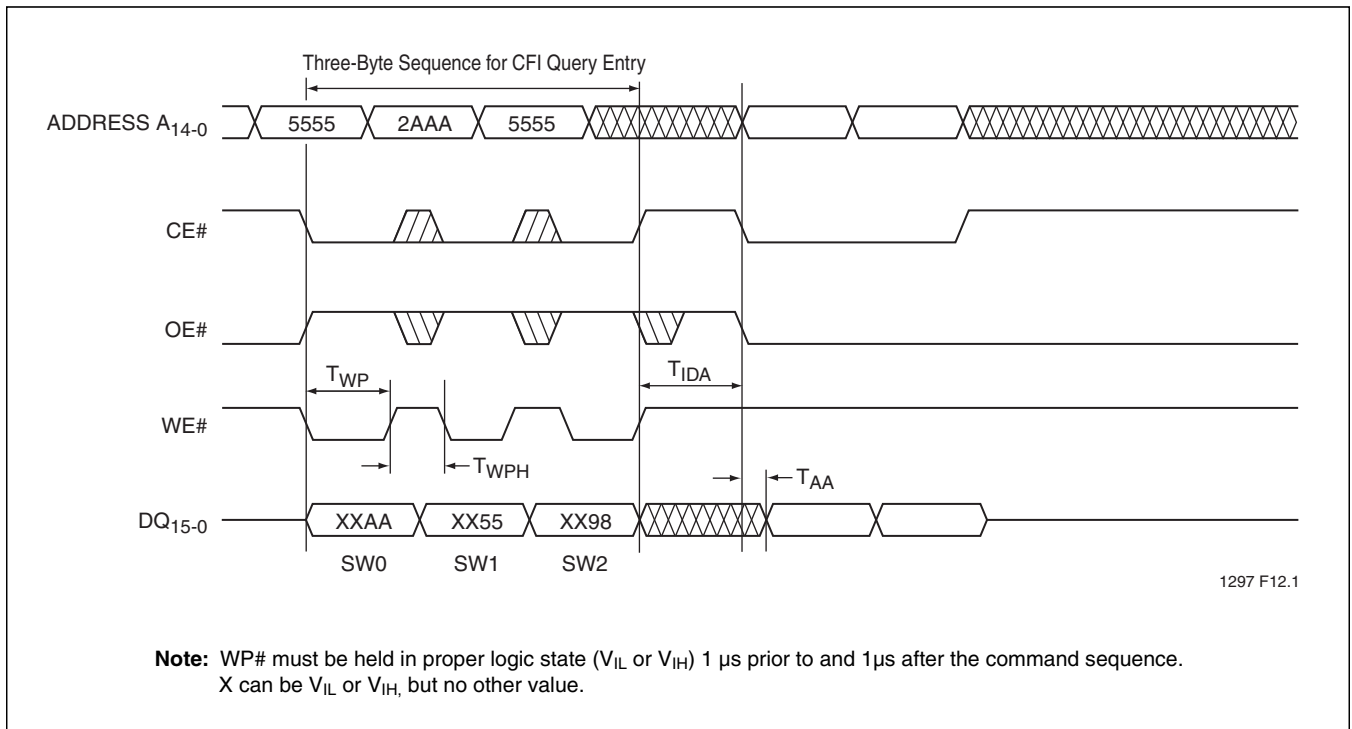 Three-Byte Sequence for CFI Query Entry
ADDRESS A14-0
5555 2AAA 5555
CE#
OE#
TWP TIDA
WE#
TWPH TAA
DQ15-0
XXAA XX55 XX98
SW0 SW1 SW2
1297 F12.1
Note: WP# must be held in proper logic state (VIL or VIH) 1 µs prior to and 1µs after the command sequence.
X can be VIL or VIH, but no other value.